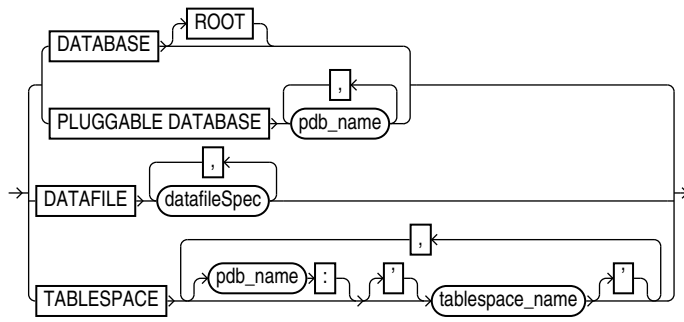 ROOT
DATABASE
,
PLUGGABLE DATABASE pdb_name
,
DATAFILE datafileSpec
,
pdb_name : ' '
TABLESPACE tablespace_name